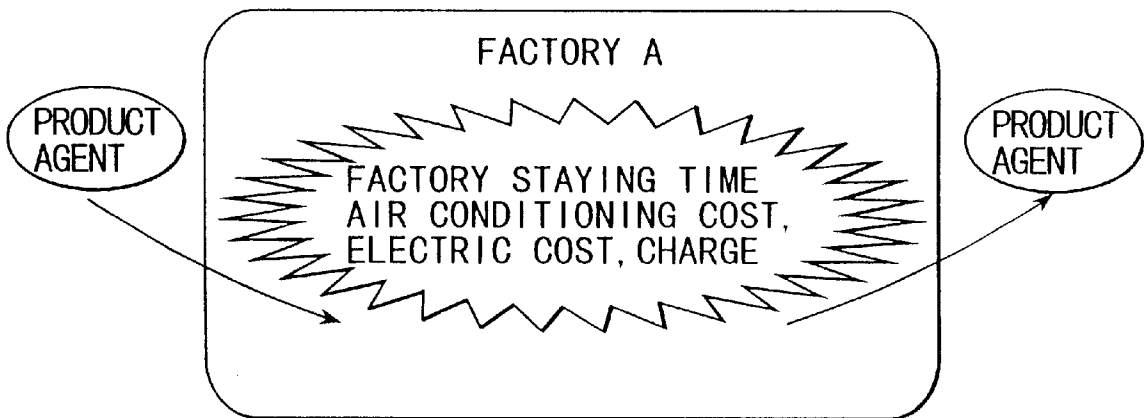 FACTORY A
PRODUCT
AGENT
FACTORY STAYING TIME
AIR CONDITIONING COST,
ELECTRIC COST, CHARGE
PRODUCT
AGENT